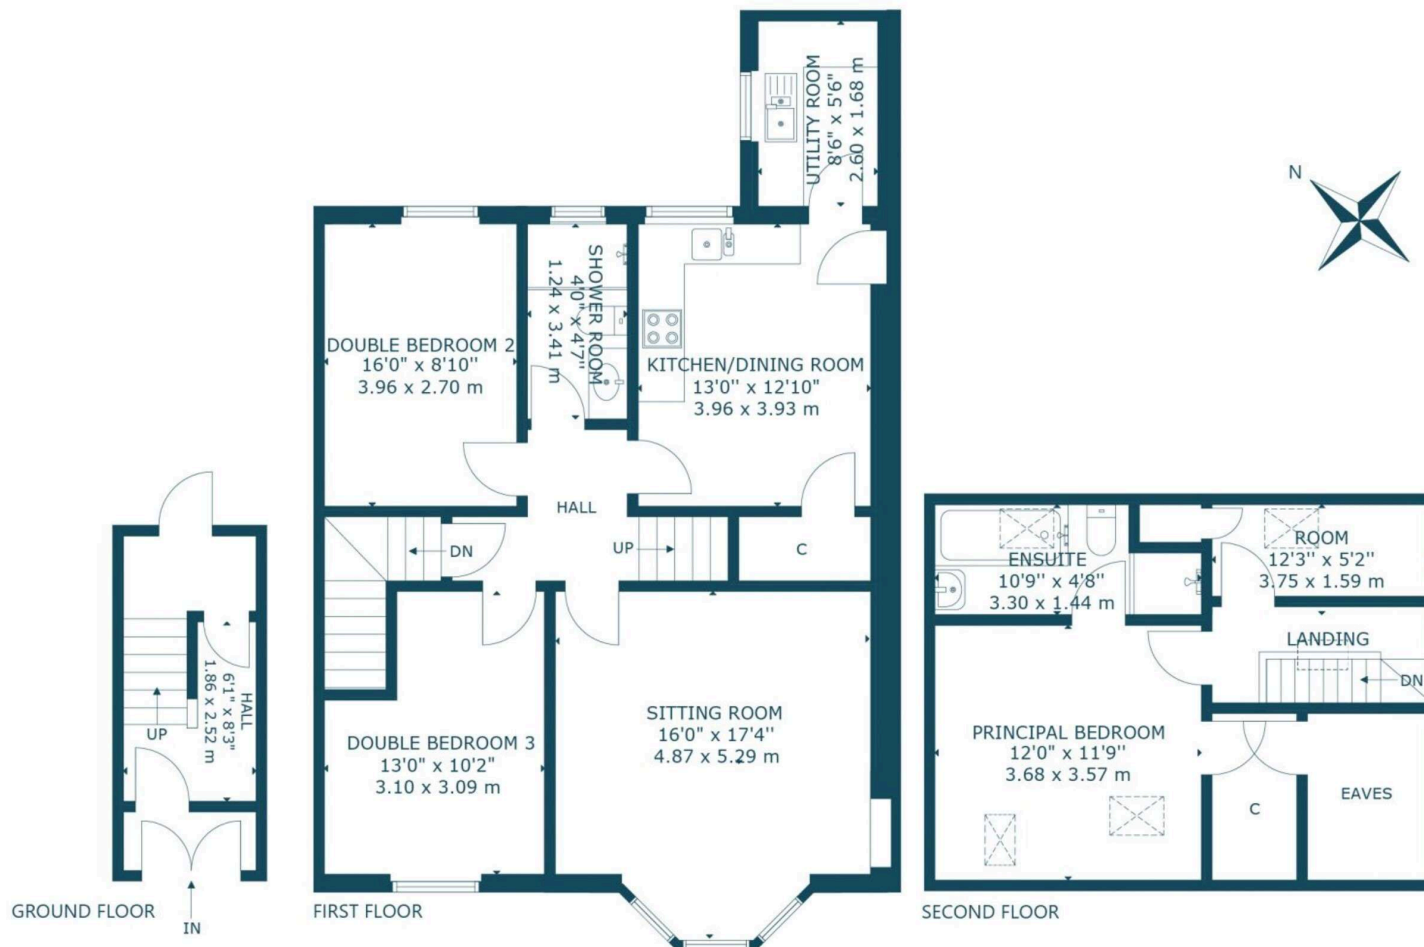 UTILITY ROOM
8'6" x 5'6"
2.60 x 1.68 m
N
SHOWER ROOM
4'0" x 4'7"
1.24 x 3.41 m
DOUBLE BEDROOM 2
16'0" x 8'10"
3.96 x 2.70 m
KITCHEN/DINING ROOM
13'0" x 12'10"
3.96 x 3.93 m
HALL
DN
UP
C
ENSUITE
10'9" x 4'8"
3.30 x 1.44 m
ROOM
12'3" x 5'2"
3.75 x 1.59 m
LANDING
DN
HALL
6'1" x 8'3"
1.86 x 2.52 m
UP
DOUBLE BEDROOM 3
13'0" x 10'2"
3.10 x 3.09 m
SITTING ROOM
16'0" x 17'4"
4.87 x 5.29 m
PRINCIPAL BEDROOM
12'0" x 11'9"
3.68 x 3.57 m
C
EAVES
GROUND FLOOR
IN
FIRST FLOOR
SECOND FLOOR